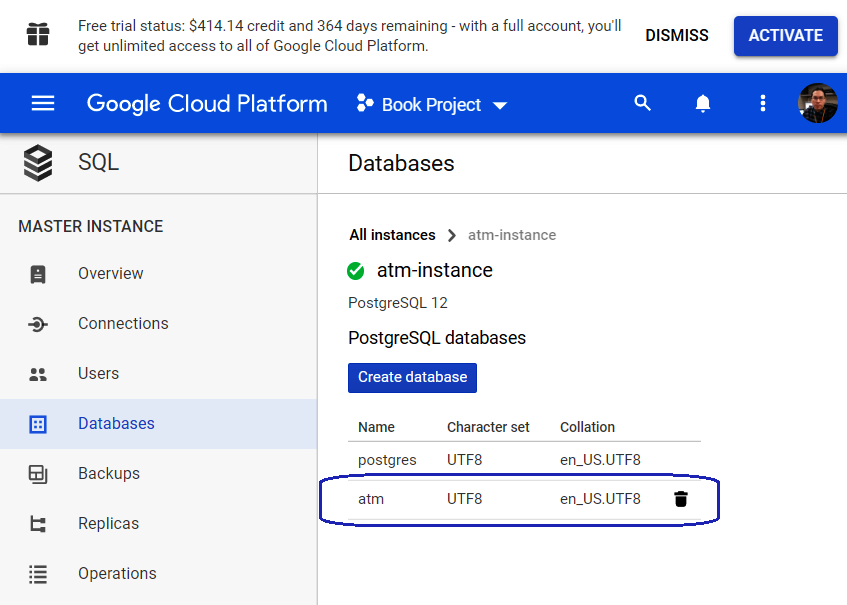 Free trial status: $414.14 credit and 364 days remaining - with a full account, you'll
get unlimited access to all of Google Cloud Platform.
DISMISS
ACTIVATE
Google Cloud Platform
Book Project
SQL
Databases
MASTER INSTANCE
Overview
Connections
Users
Databases
Backups
Replicas
Operations
All instances
atm-instance
atm-instance
PostgreSQL 12
PostgreSQL databases
Create database
Name Character set Collation
postgres UTF8 en_US.UTF8
atm UTF8 en_US.UTF8